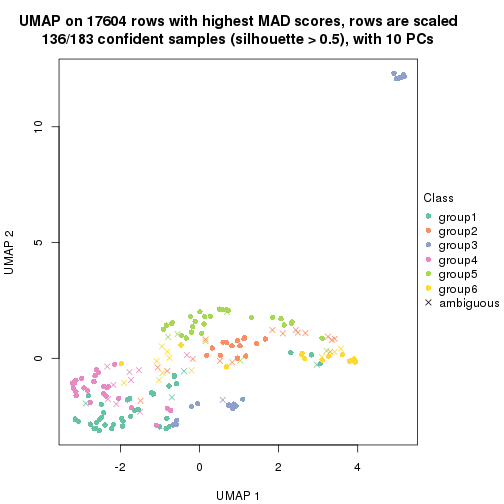 UMAP on 17604 rows with highest MAD scores, rows are scaled
136/183 confident samples (silhouette > 0.5), with 10 PCs
10
5
0
UMAP 2
-2
0
2
4
UMAP 1
Class
group1
group2
group3
group4
group5
group6
ambiguous